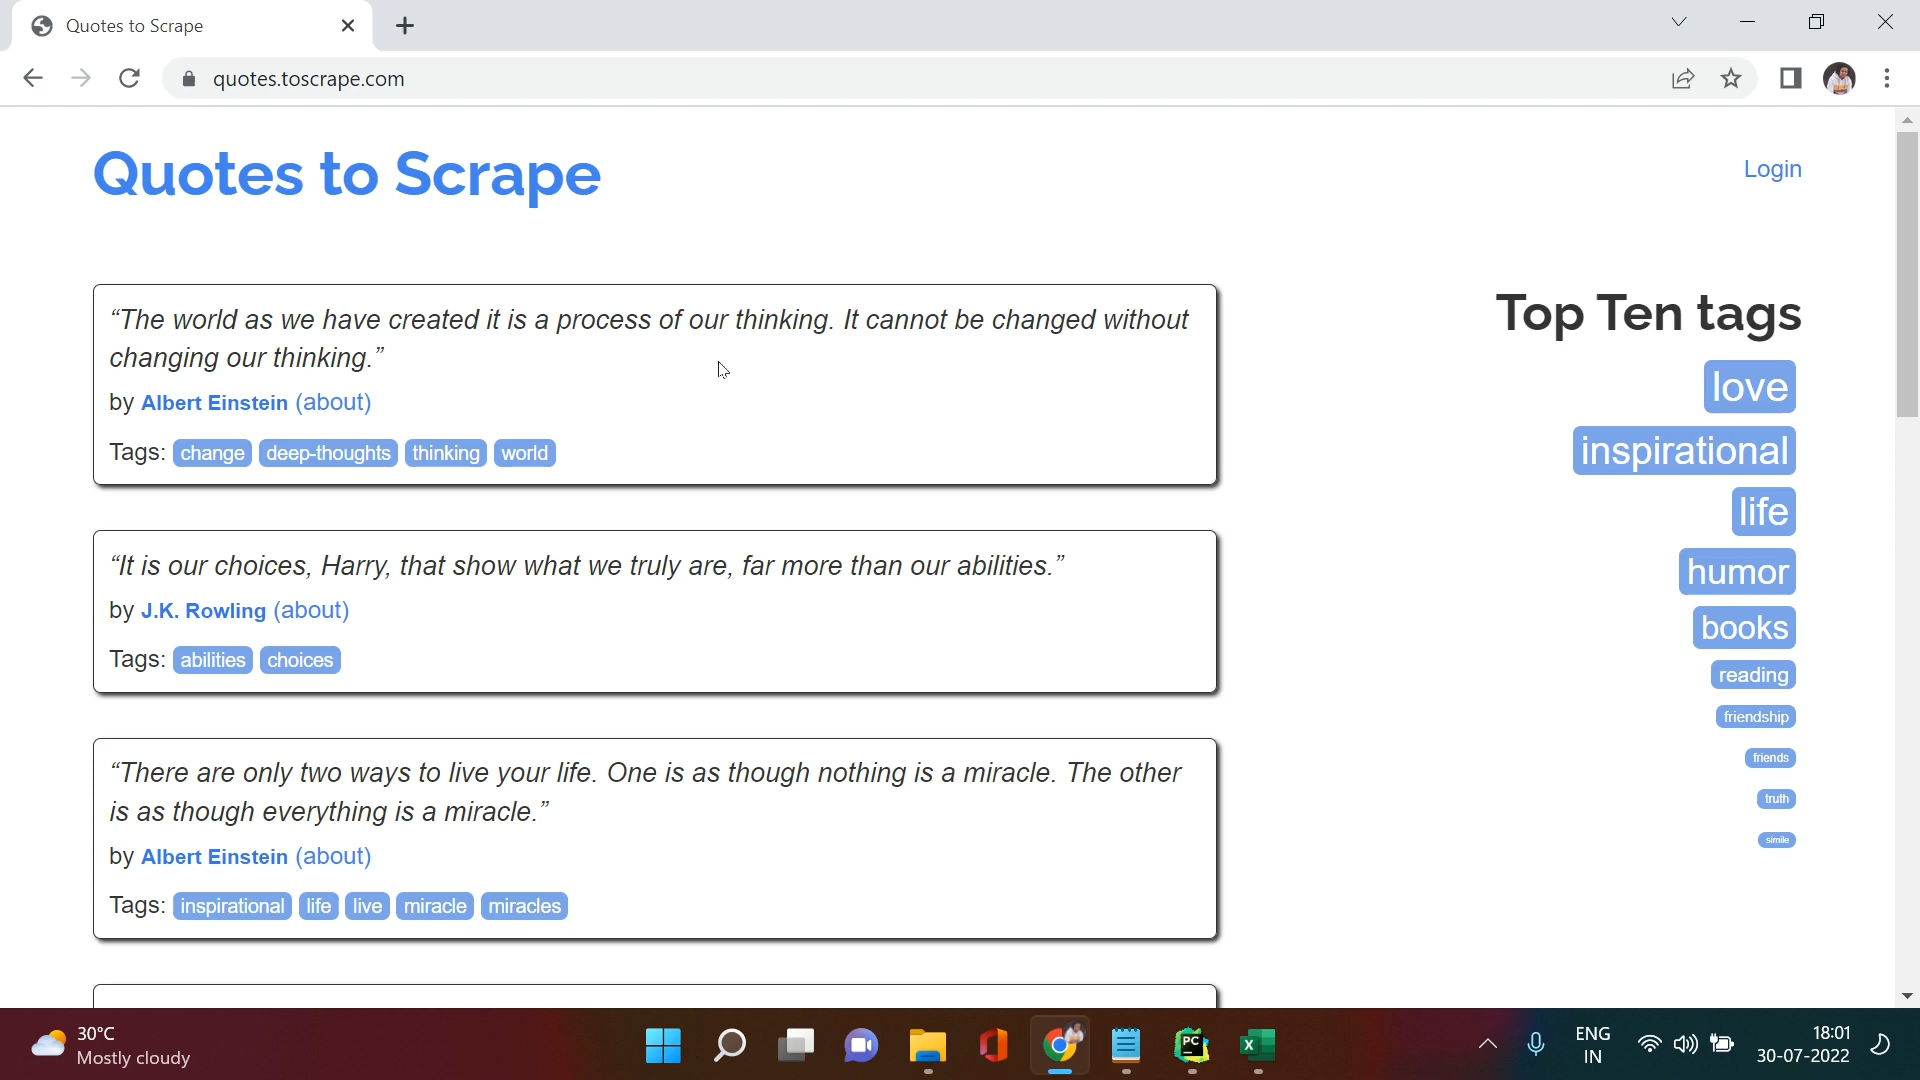 Quotes to Scrape
quotes.toscrape.com
Quotes to Scrape
Login
“The world as we have created it is a process of our thinking. It cannot be changed without
changing our thinking.”
by Albert Einstein (about)
Tags: change deep-thoughts thinking world
“It is our choices, Harry, that show what we truly are, far more than our abilities.”
by J.K. Rowling (about)
Tags: abilities choices
“There are only two ways to live your life. One is as though nothing is a miracle. The other
is as though everything is a miracle.”
by Albert Einstein (about)
Tags: inspirational life live miracle miracles
Top Ten tags
love
inspirational
life
humor
books
reading
friendship
friends
truth
simile
30°C
Mostly cloudy
PC
X
ENG
IN
18:01
30-07-2022